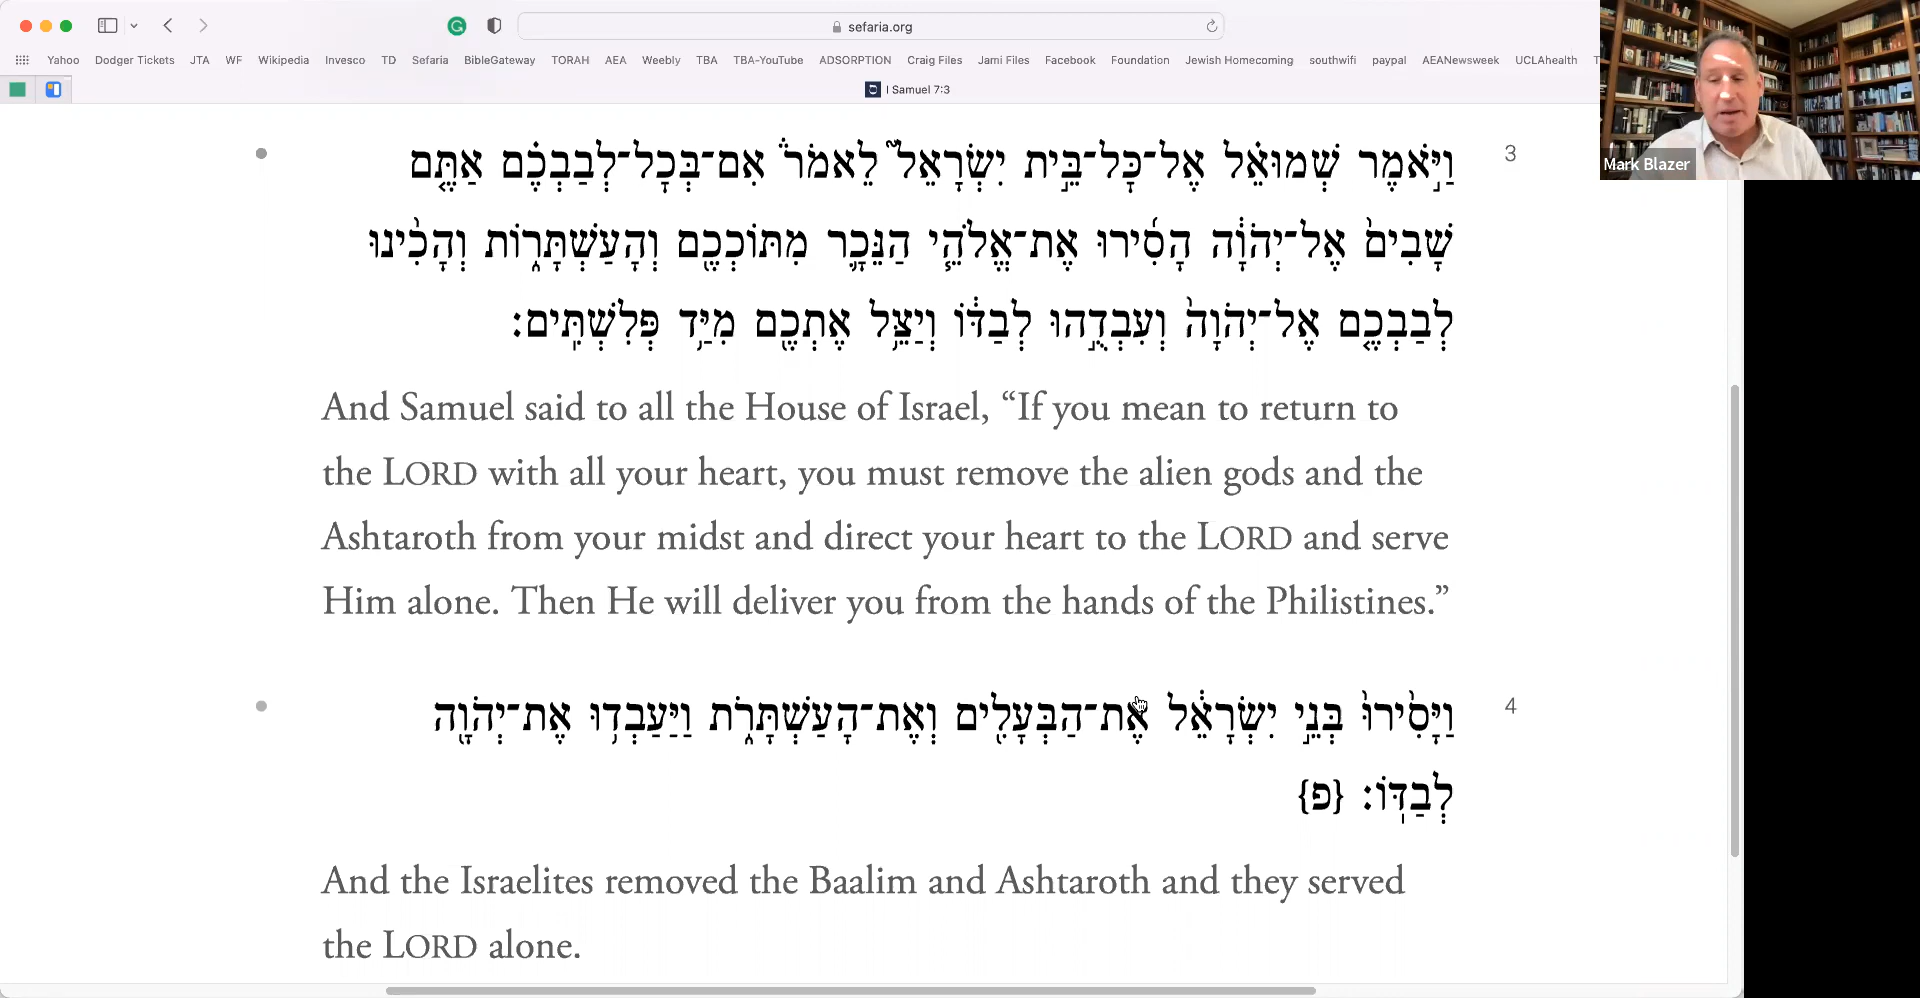 sefaria.org
Mark Blazer
Yahoo Dodger Tickets JTA WF Wikipedia Invesco TD Sefaria BibleGateway TORAH AEA Weebly TBA TBA-YouTube ADSORPTION Craig Files Jami Files Facebook Foundation Jewish Homecoming southwifi paypal AEANewsweek UCLAhealth T
I Samuel 7:3
3
וַיֹּ֣אמֶר שְׁמוּאֵ֗ל אֶל־כׇּל־בֵּ֣ית יִשְׂרָאֵל֮ לֵאמֹר֒ אִם־בְּכׇל־לְבַבְכֶ֗ם אַתֶּ֤ם
שָׁבִים֙ אֶל־יְהֹוָ֔ה הָסִ֜ירוּ אֶת־אֱלֹהֵ֧י הַנֵּכָ֛ר מִתּוֹכְכֶ֖ם וְהָעַשְׁתָּר֑וֹת וְהָכִ֨ינוּ
לְבַבְכֶ֤ם אֶל־יְהֹוָה֙ וְעִבְדֻ֣הוּ לְבַדּ֔וֹ וְיַצֵּ֥ל אֶתְכֶ֖ם מִיַּ֥ד פְּלִשְׁתִּֽים׃
And Samuel said to all the House of Israel, “If you mean to return to
the LORD with all your heart, you must remove the alien gods and the
Ashtaroth from your midst and direct your heart to the LORD and serve
Him alone. Then He will deliver you from the hands of the Philistines.”
4
וַיָּסִ֙ירוּ֙ בְּנֵ֣י יִשְׂרָאֵ֔ל אֶת־הַבְּעָלִ֖ים וְאֶת־הָעַשְׁתָּרֹ֑ת וַיַּעַבְד֥וּ אֶת־יְהֹוָ֖ה
לְבַדּֽוֹ׃ {פ}
And the Israelites removed the Baalim and Ashtaroth and they served
the LORD alone.